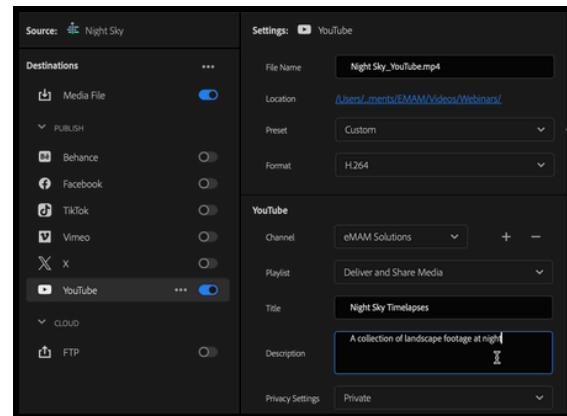 Source: Night Sky
Destinations
Media File
PUBLISH
Bē Behance
Facebook
TikTok
Vimeo
X
YouTube
CLOUD
FTP
Settings: YouTube
File Name Night Sky_YouTube.mp4
Location /Users/...ments/EMAM/Videos/Webinars/
Preset Custom
Format H.264
YouTube
Channel eMAM Solutions
Playlist Deliver and Share Media
Title Night Sky Timelapses
Description A collection of landscape footage at night
Privacy Settings Private